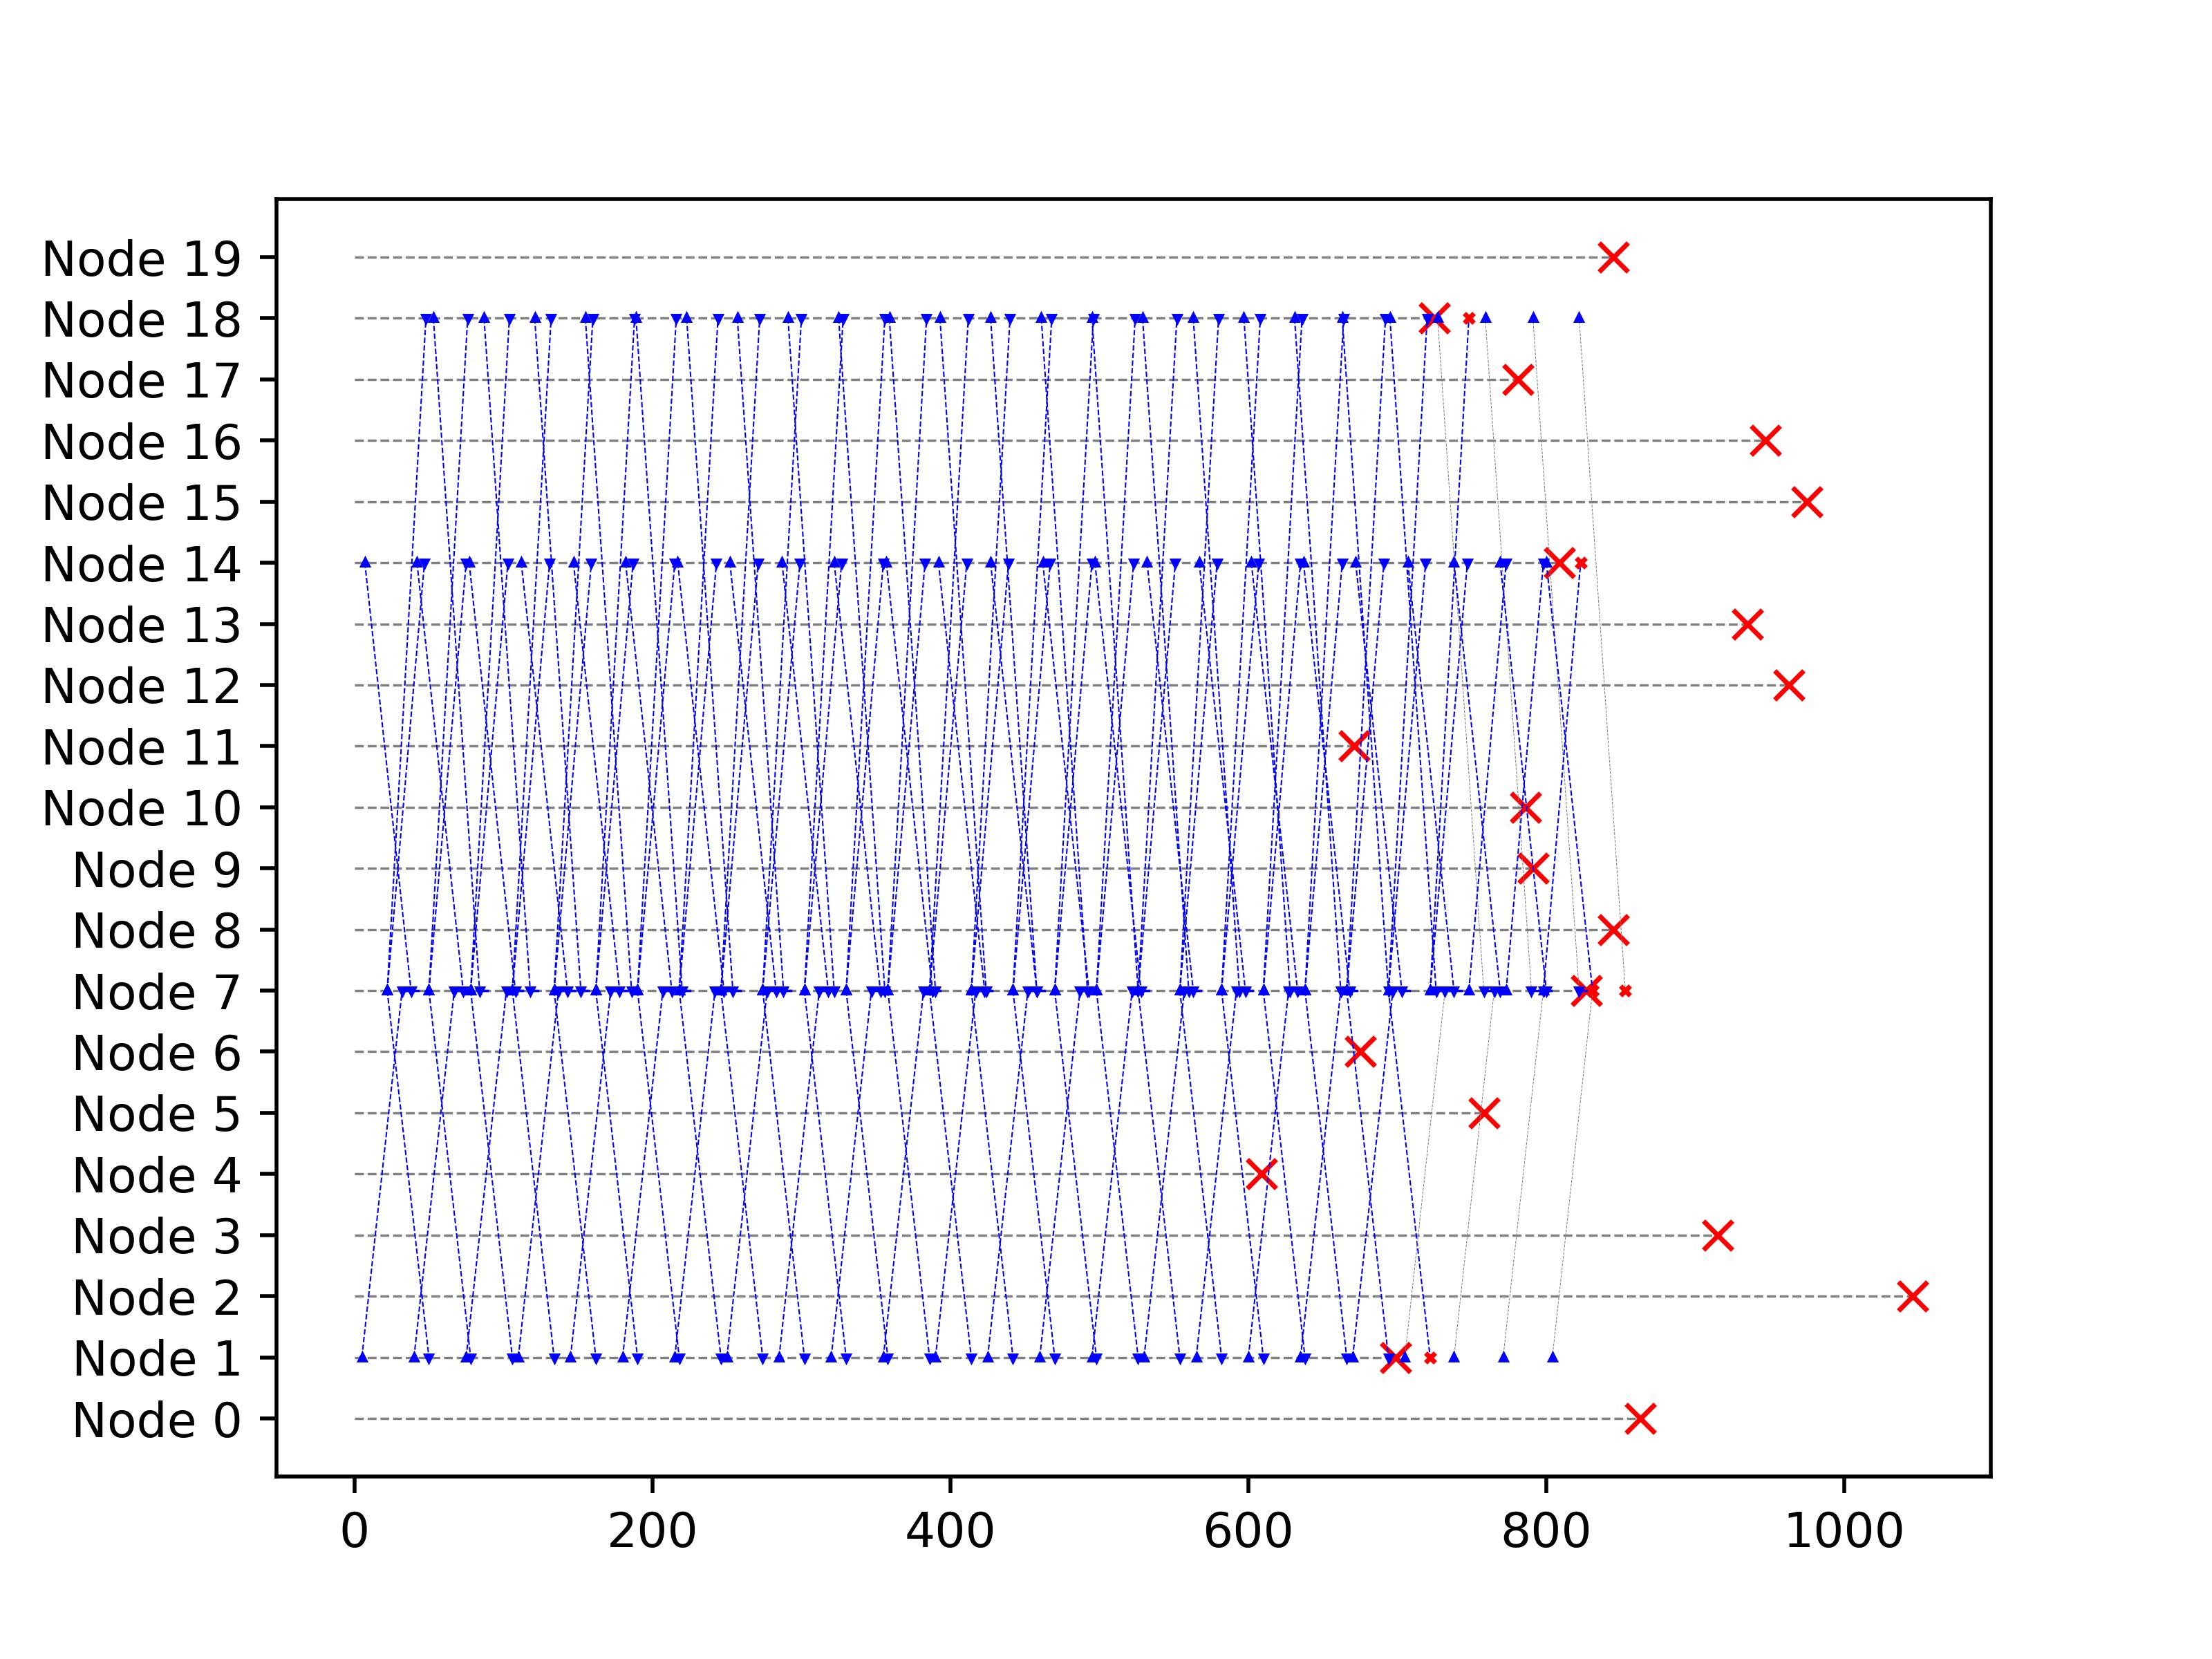 Node 19
Node 18
Node 17
Node 16
Node 15
Node 14
Node 13
Node 12
Node 11
Node 10
Node 9
Node 8
Node 7
Node 6
Node 5
Node 4
Node 3
Node 2
Node 1
Node 0
0 200 400 600 800 1000